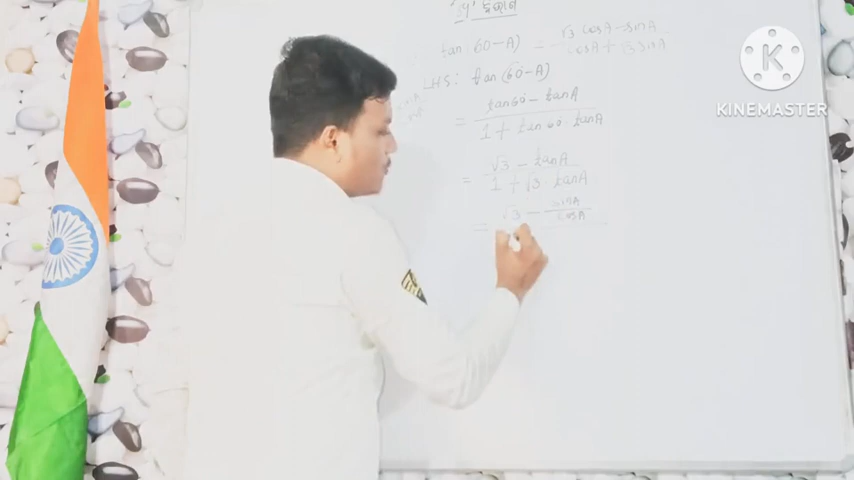 tan (60-A) = √3 cosA - sinA / cosA + √3 sinA
LHS: tan (60-A)
= tan60 - tanA / 1 + tan 60. tanA
= √3 - tanA / 1 + √3. tanA
= √3 - sinA / cosA
K
KINEMASTER